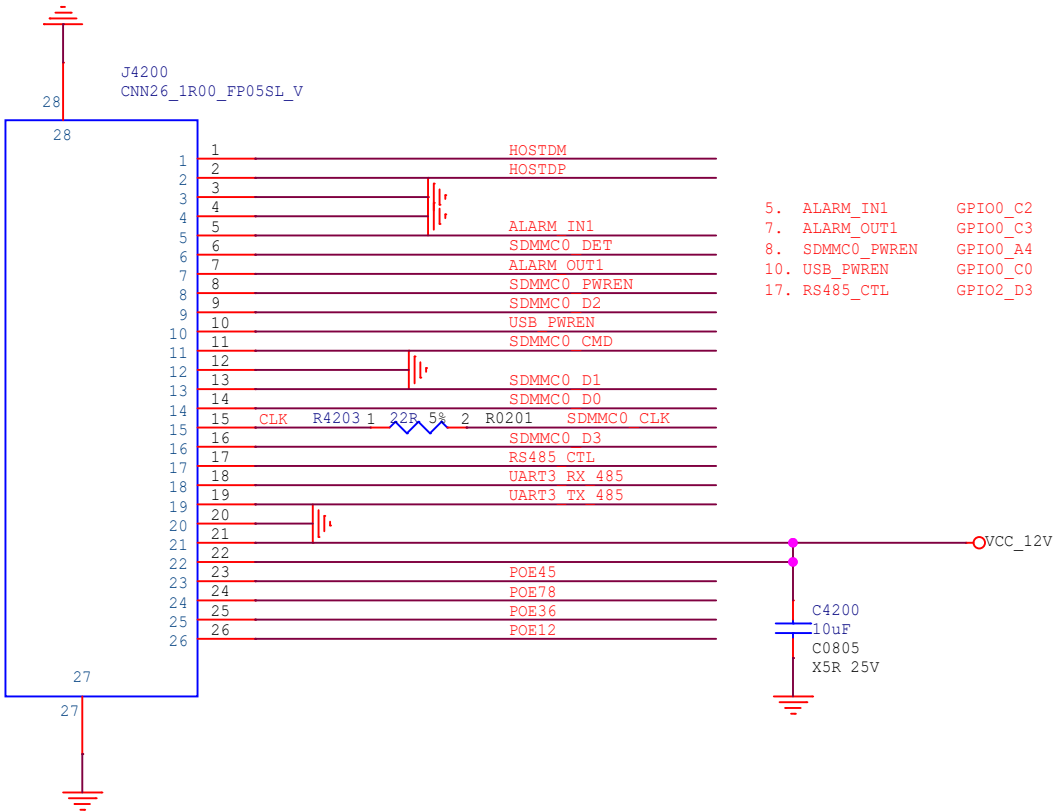 J4200
CNN26_1R00_FP05SL_V
28
28
1 1 HOSTDM
2 2 HOSTDP
3 3
4 4
5 5 ALARM_IN1
6 6 SDMMC0_DET
7 7 ALARM_OUT1
8 8 SDMMC0_PWREN
9 9 SDMMC0_D2
10 10 USB_PWREN
11 11 SDMMC0_CMD
12 12
13 13 SDMMC0_D1
14 14 SDMMC0_D0
15 15 CLK R4203 1 22R 5% 2 R0201 SDMMC0_CLK
16 16 SDMMC0_D3
17 17 RS485_CTL
18 18 UART3_RX_485
19 19 UART3_TX_485
20 20
21 21 VCC_12V
22 22
23 23 POE45
24 24 POE78
25 25 POE36
26 26 POE12
27
27
5. ALARM_IN1 GPIO0_C2
7. ALARM_OUT1 GPIO0_C3
8. SDMMC0_PWREN GPIO0_A4
10. USB_PWREN GPIO0_C0
17. RS485_CTL GPIO2_D3
C4200
10uF
C0805
X5R 25V